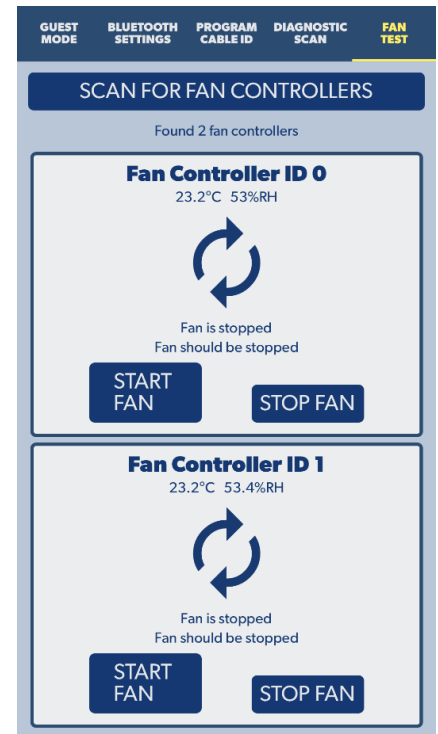 GUEST MODE
BLUETOOTH SETTINGS
PROGRAM CABLE ID
DIAGNOSTIC SCAN
FAN TEST
SCAN FOR FAN CONTROLLERS
Found 2 fan controllers
Fan Controller ID 0
23.2°C 53%RH
Fan is stopped
Fan should be stopped
START
FAN
STOP FAN
Fan Controller ID 1
23.2°C 53.4%RH
Fan is stopped
Fan should be stopped
START
FAN
STOP FAN